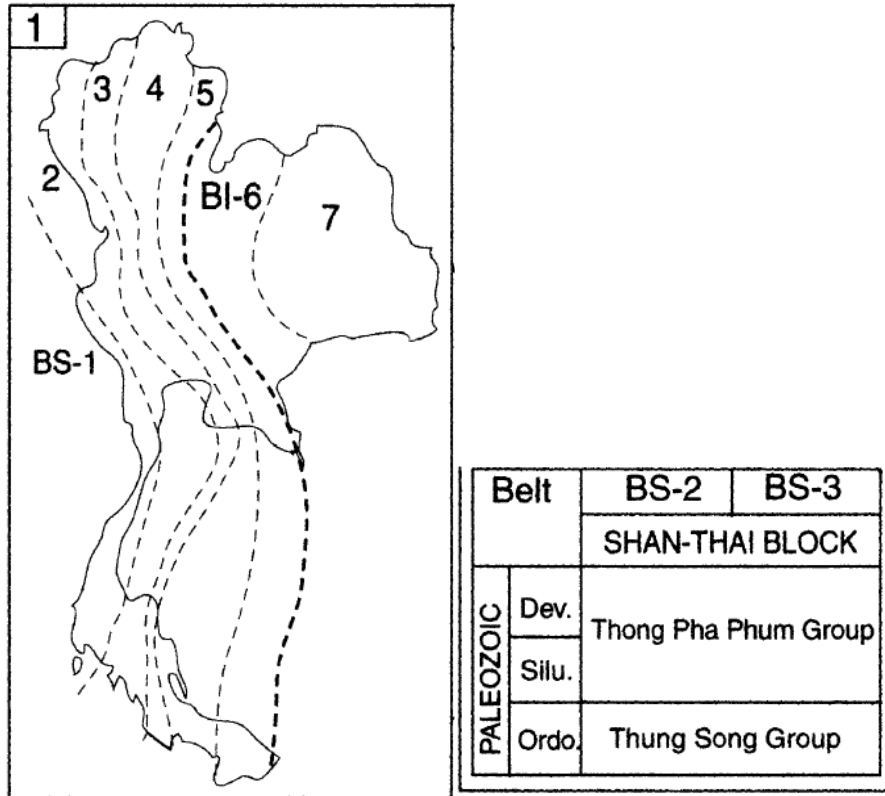 1
3
4
5
2
BI-6
7
BS-1
Belt BS-2 BS-3
SHAN-THAI BLOCK
PALEOZOIC
Dev.
Thong Pha Phum Group
Silu.
Ordo. Thung Song Group